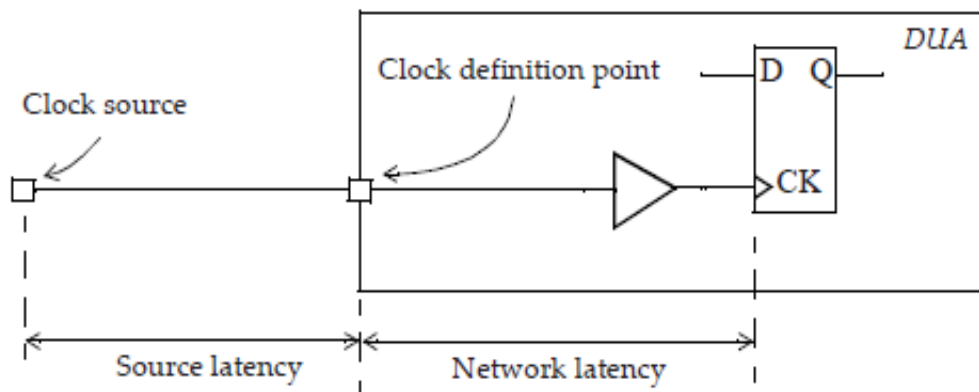 DUA
Clock definition point
D Q
Clock source
CK
Source latency
Network latency